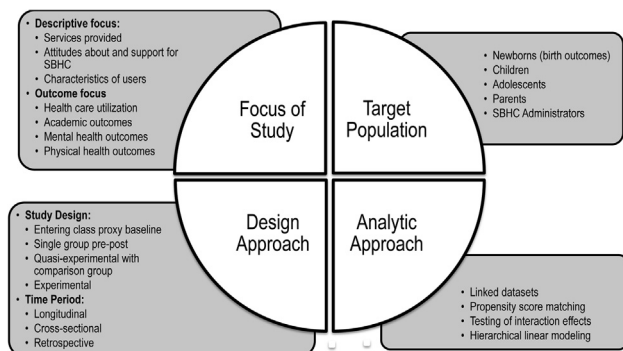 Descriptive focus:
Services provided
Attitudes about and support for
SBHC
Characteristics of users
Outcome focus
Health care utilization
Academic outcomes
Mental health outcomes
Physical health outcomes
Focus of
Study
Target
Population
Newborns (birth outcomes)
Children
Adolescents
Parents
SBHC Administrators
Study Design:
Entering class proxy baseline
Single group pre-post
Quasi-experimental with
comparison group
Experimental
Time Period:
Longitudinal
Cross-sectional
Retrospective
Design
Approach
Analytic
Approach
Linked datasets
Propensity score matching
Testing of interaction effects
Hierarchical linear modeling